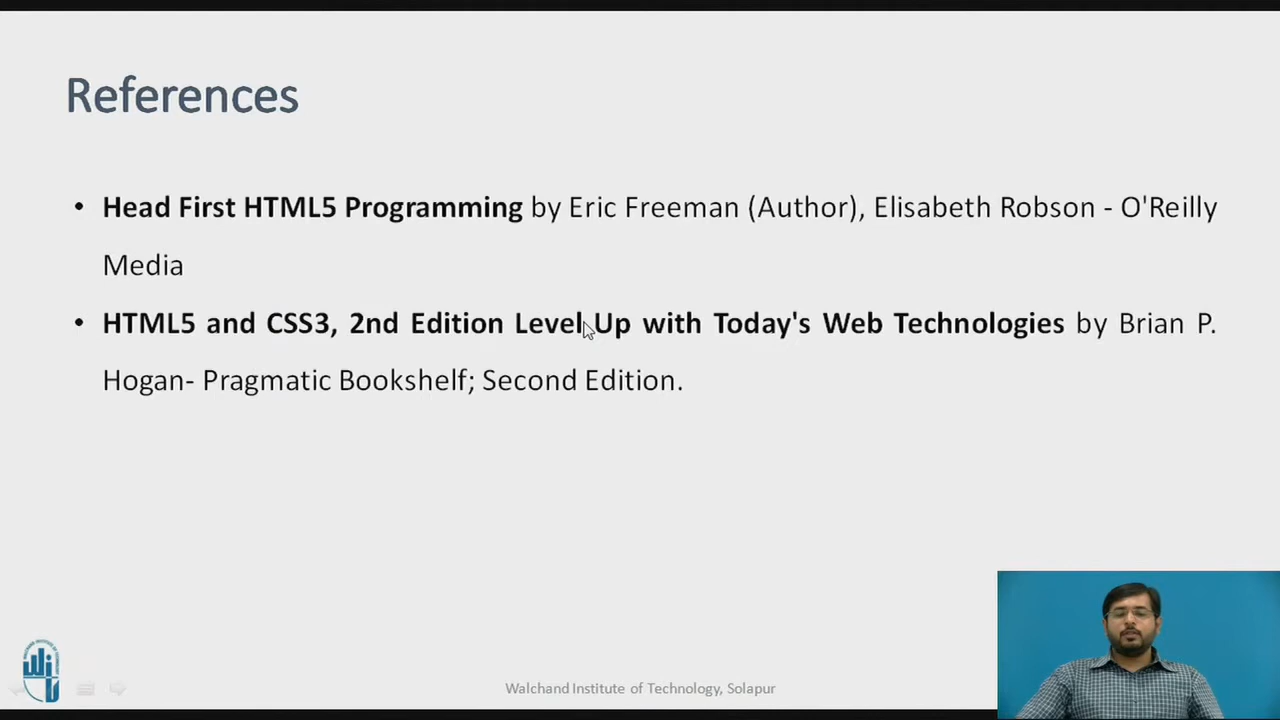 References
• Head First HTML5 Programming by Eric Freeman (Author), Elisabeth Robson - O'Reilly
Media
• HTML5 and CSS3, 2nd Edition Level Up with Today's Web Technologies by Brian P.
Hogan- Pragmatic Bookshelf; Second Edition.
Walchand Institute of Technology, Solapur